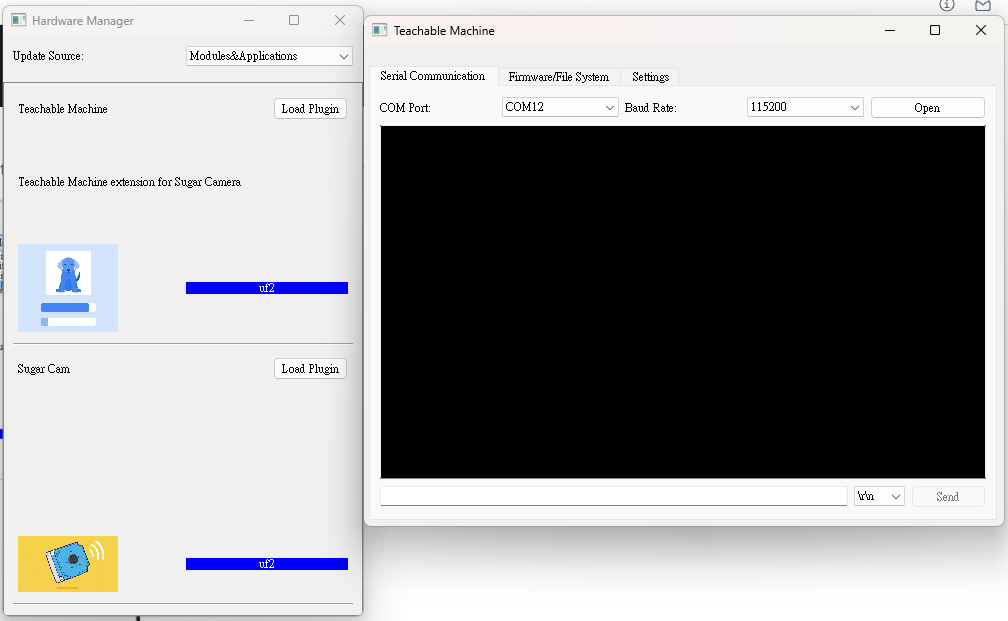 Hardware Manager
Update Source:
Modules&Applications
Teachable Machine
Load Plugin
Teachable Machine extension for Sugar Camera
uf2
Sugar Cam
Load Plugin
uf2
Teachable Machine
Serial Communication
Firmware/File System
Settings
COM Port:
COM12
Baud Rate:
115200
Open
\r\n
Send